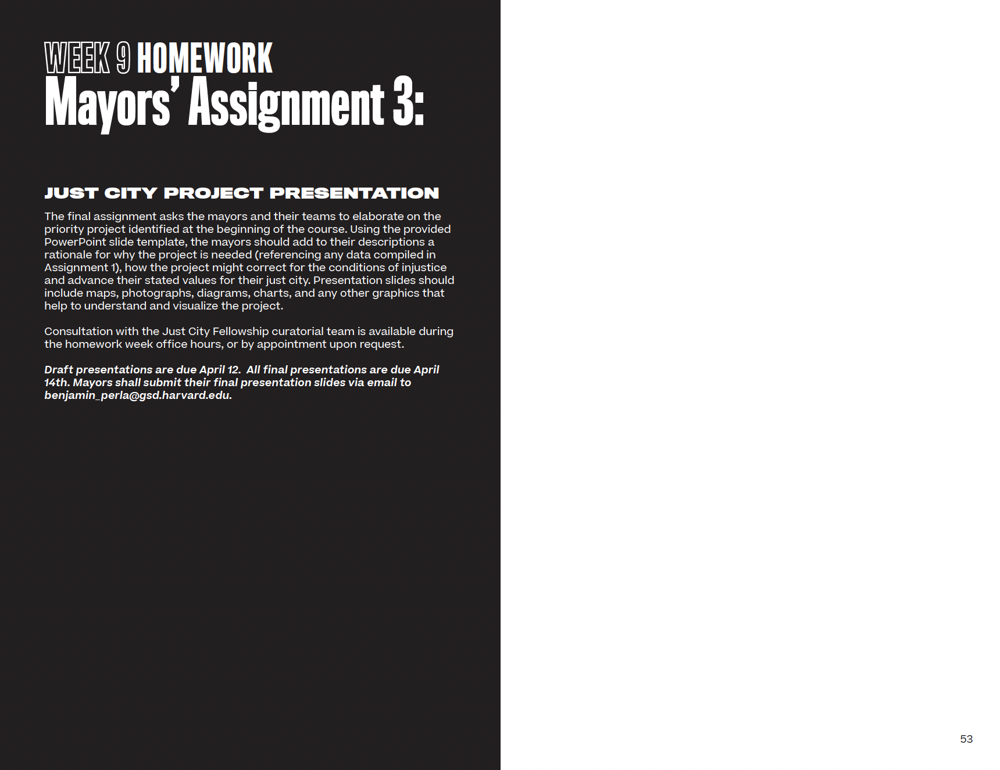 WEEK 9 HOMEWORK
Mayors’ Assignment 3:
JUST CITY PROJECT PRESENTATION
The final assignment asks the mayors and their teams to elaborate on the
priority project identified at the beginning of the course. Using the provided
PowerPoint slide template, the mayors should add to their descriptions a
rationale for why the project is needed (referencing any data compiled in
Assignment 1), how the project might correct for the conditions of injustice
and advance their stated values for their just city. Presentation slides should
include maps, photographs, diagrams, charts, and any other graphics that
help to understand and visualize the project.
Consultation with the Just City Fellowship curatorial team is available during
the homework week office hours, or by appointment upon request.
Draft presentations are due April 12.  All final presentations are due April
14th. Mayors shall submit their final presentation slides via email to
benjamin_perla@gsd.harvard.edu.
53